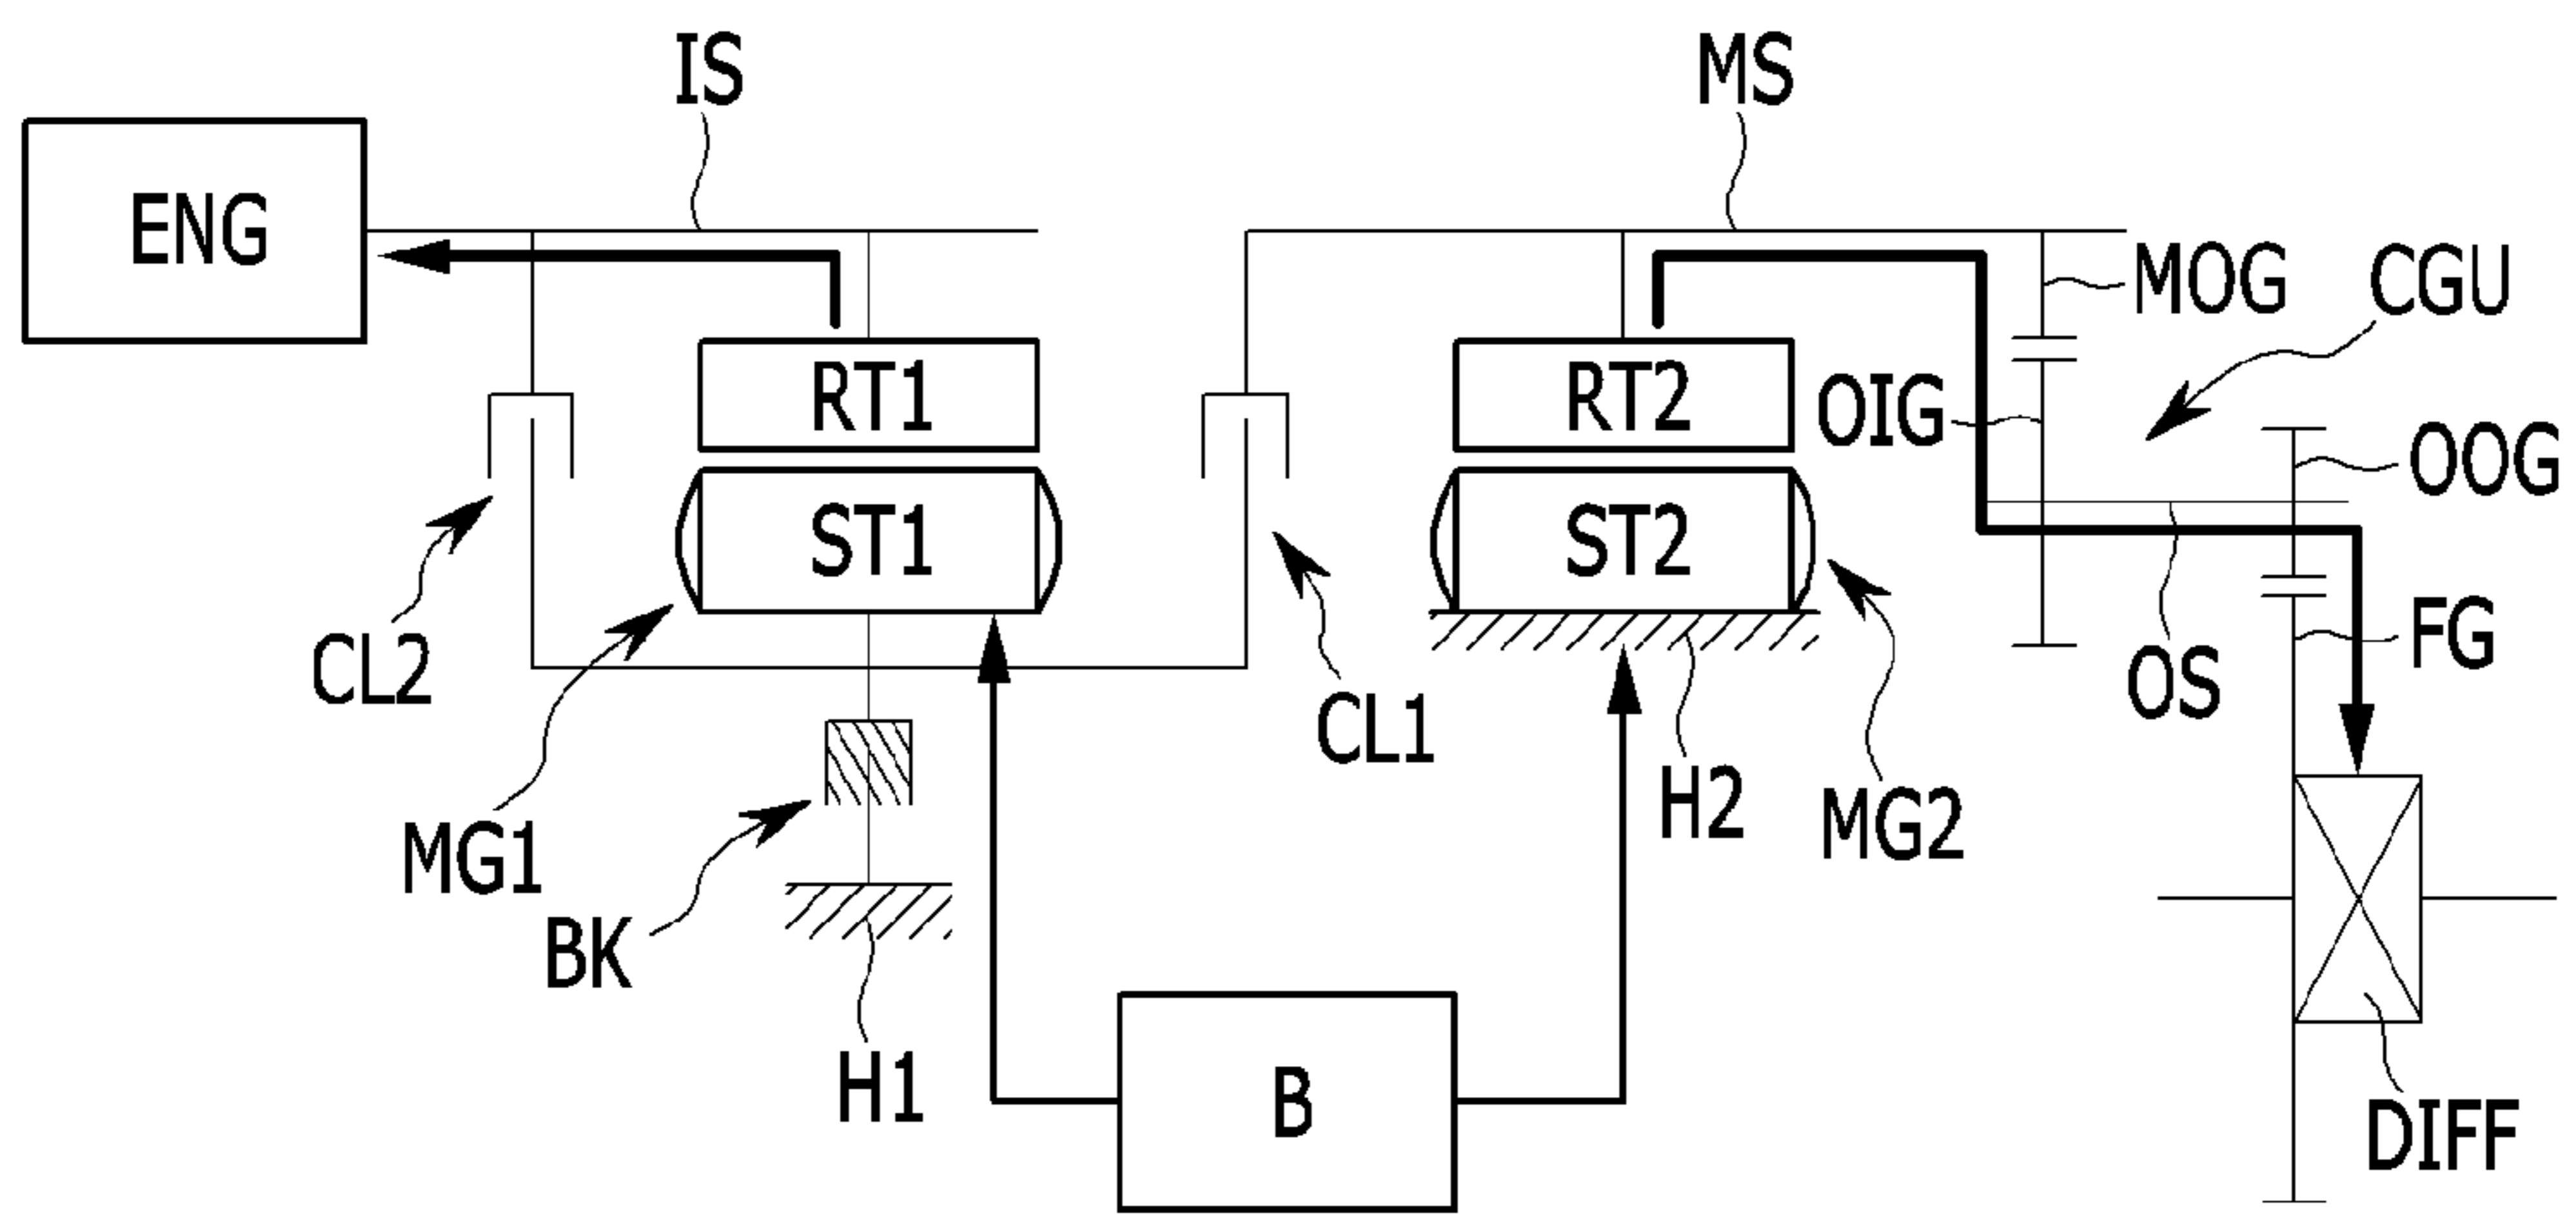 IS
MS
ENG
MOG
CGU
RT1
RT2
OIG
OOG
ST1
ST2
CL2
FG
OS
CL1
H2
MG2
MG1
BK
H1
B
DIFF